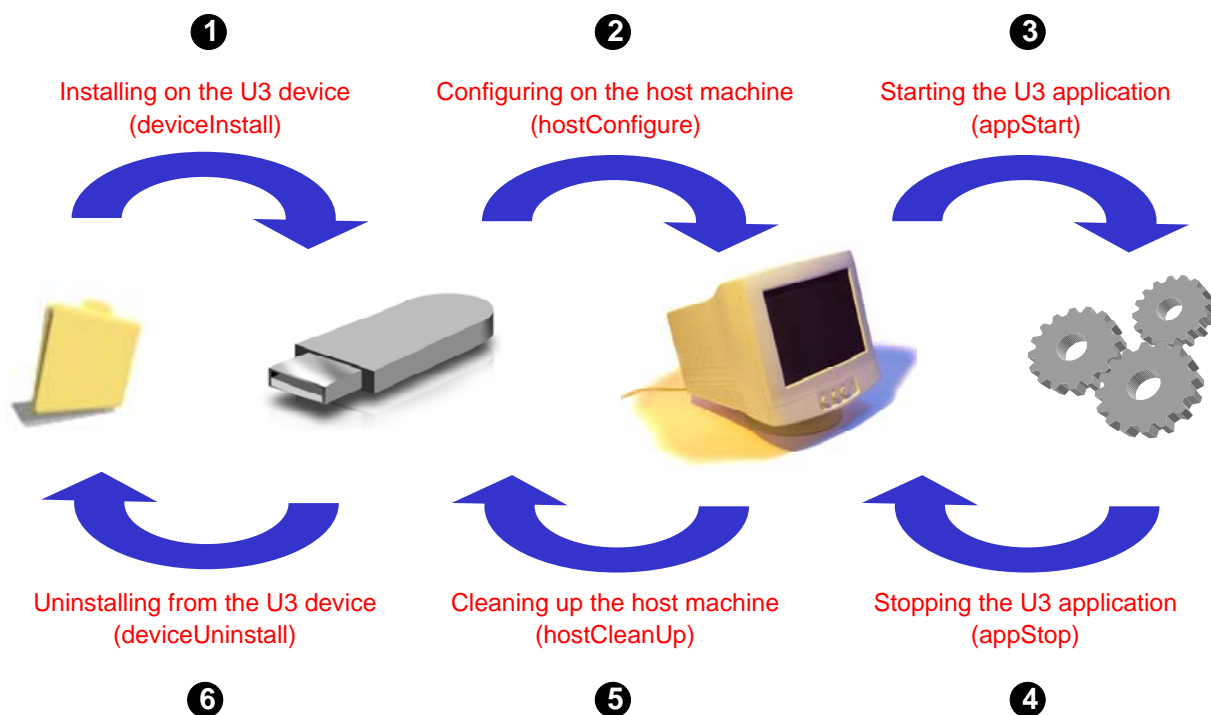 1
Installing on the U3 device
(deviceInstall)
2
Configuring on the host machine
(hostConfigure)
3
Starting the U3 application
(appStart)
Uninstalling from the U3 device
(deviceUninstall)
6
Cleaning up the host machine
(hostCleanUp)
5
Stopping the U3 application
(appStop)
4